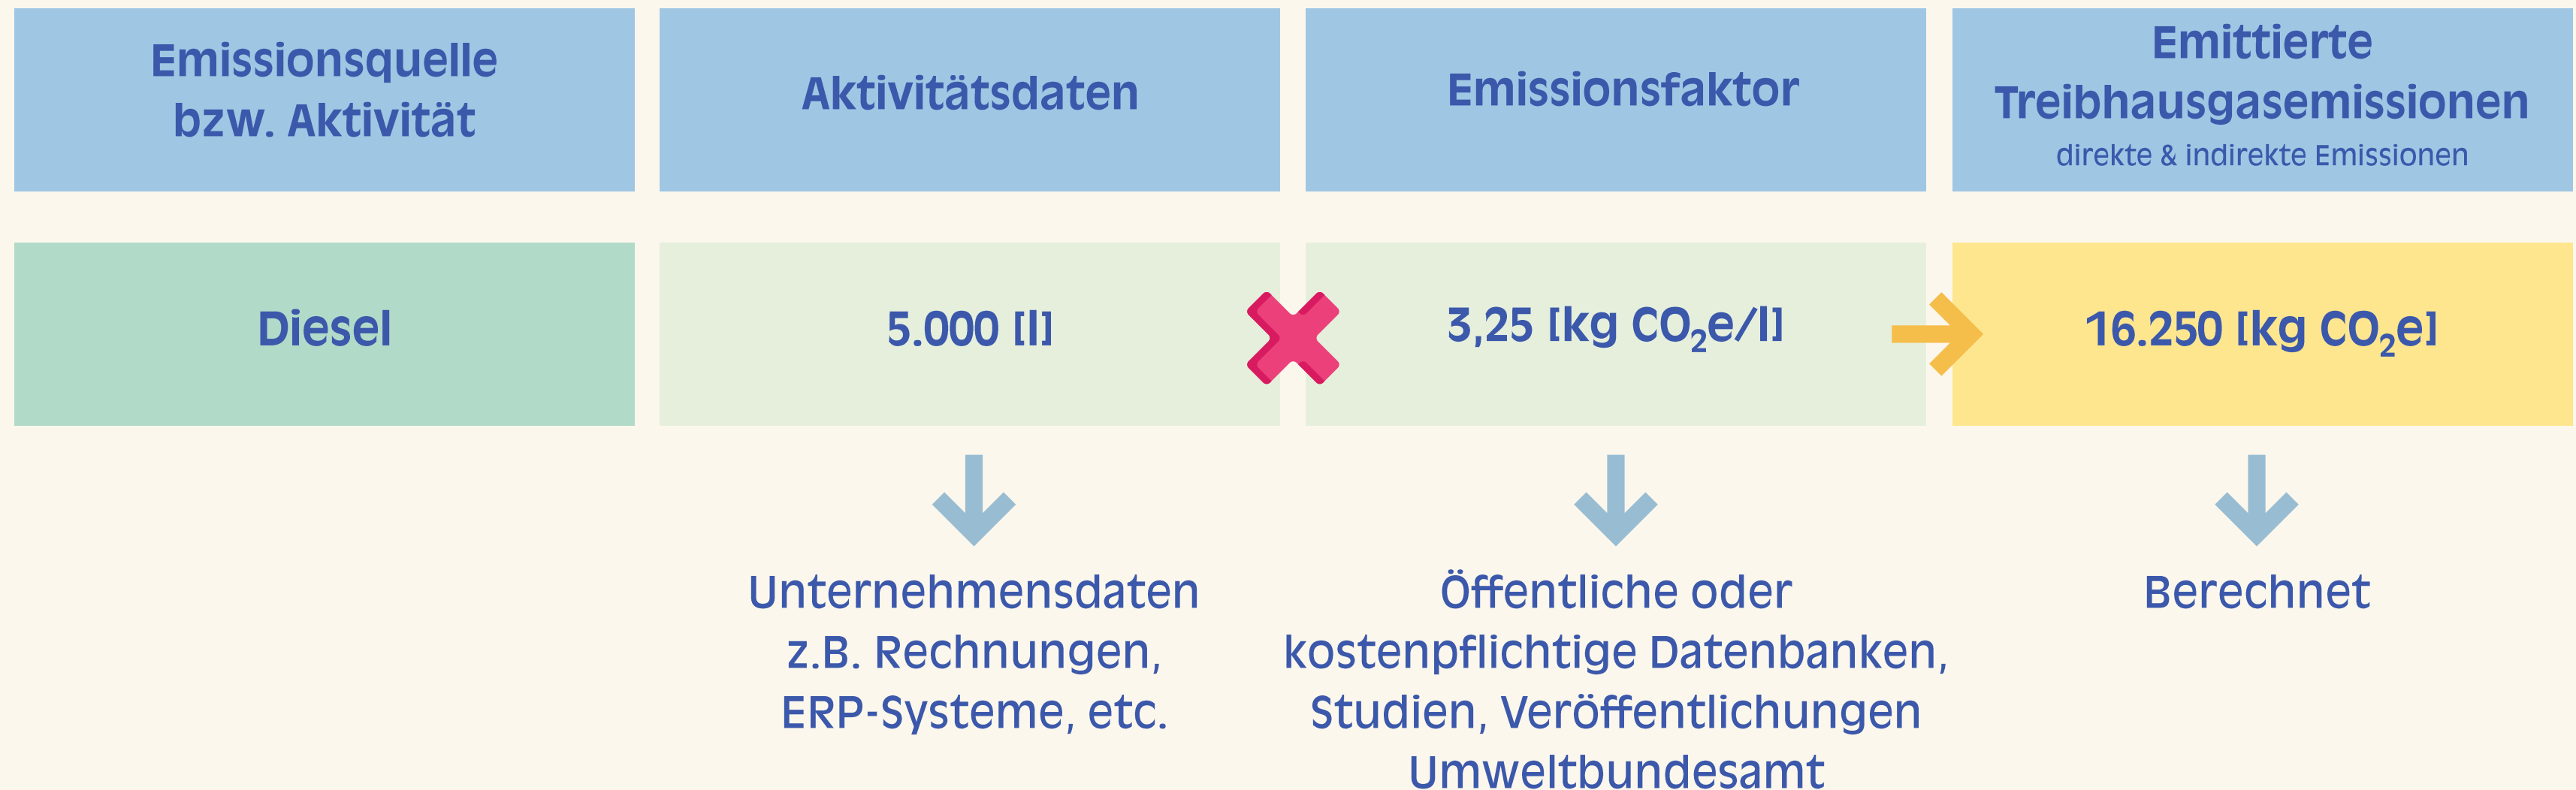 Emissionsquelle
bzw. Aktivität
Aktivitätsdaten
Emissionsfaktor
Emittierte
Treibhausgasemissionen
direkte & indirekte Emissionen
Diesel
5.000 [l]
3,25 [kg CO₂e/l]
16.250 [kg CO₂e]
Unternehmensdaten
z.B. Rechnungen,
ERP-Systeme, etc.
Öffentliche oder
kostenpflichtige Datenbanken,
Studien, Veröffentlichungen
Umweltbundesamt
Berechnet